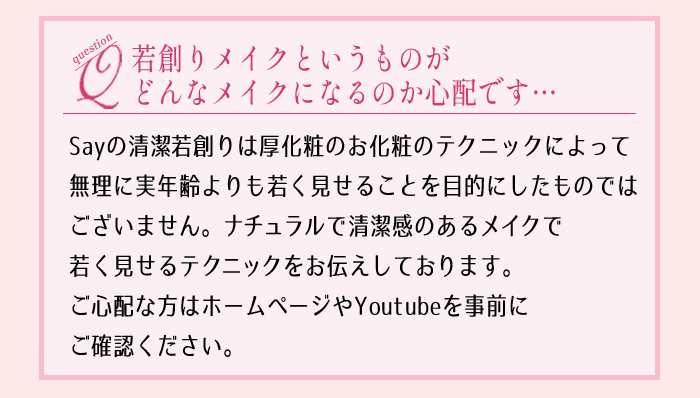 question
Q 若創りメイクというものが
どんなメイクになるのか心配です…
Sayの清潔若創りは厚化粧のお化粧のテクニックによって
無理に実年齢よりも若く見せることを目的にしたものでは
ございません。ナチュラルで清潔感のあるメイクで
若く見せるテクニックをお伝えしております。
ご心配な方はホームページやYoutubeを事前に
ご確認ください。